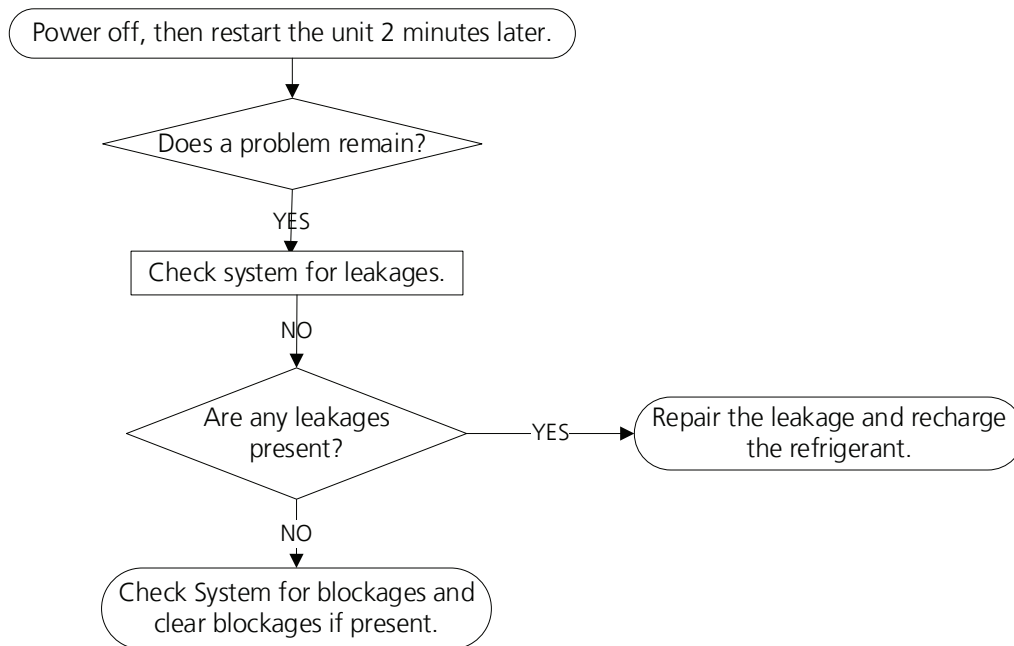 Power off, then restart the unit 2 minutes later.
Does a problem remain?
YES
Check system for leakages.
NO
Are any leakages
present?
YES
Repair the leakage and recharge
the refrigerant.
NO
Check System for blockages and
clear blockages if present.